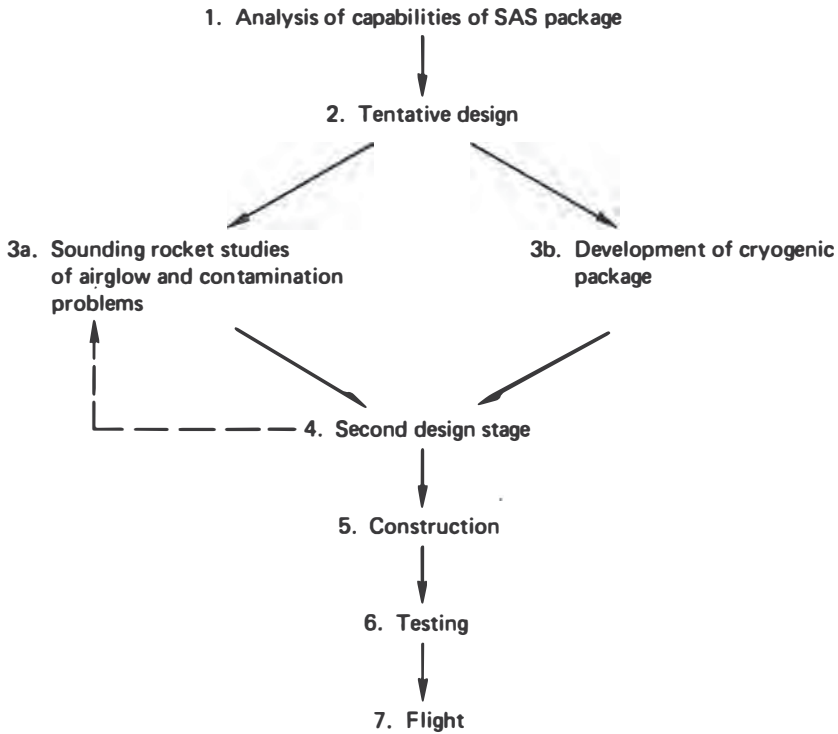 1. Analysis of capabilities of SAS package
2. Tentative design
3a. Sounding rocket studies
of airglow and contamination
problems
3b. Development of cryogenic
package
4. Second design stage
5. Construction
6. Testing
7. Flight